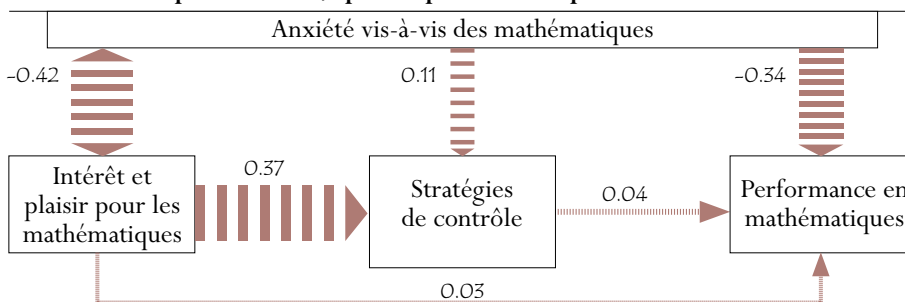 Anxiété vis-à-vis des mathématiques
-0.42
0.11
-0.34
Intérêt et
plaisir pour les
mathématiques
0.37
Stratégies
de contrôle
0.04
Performance en
mathématiques
0.03